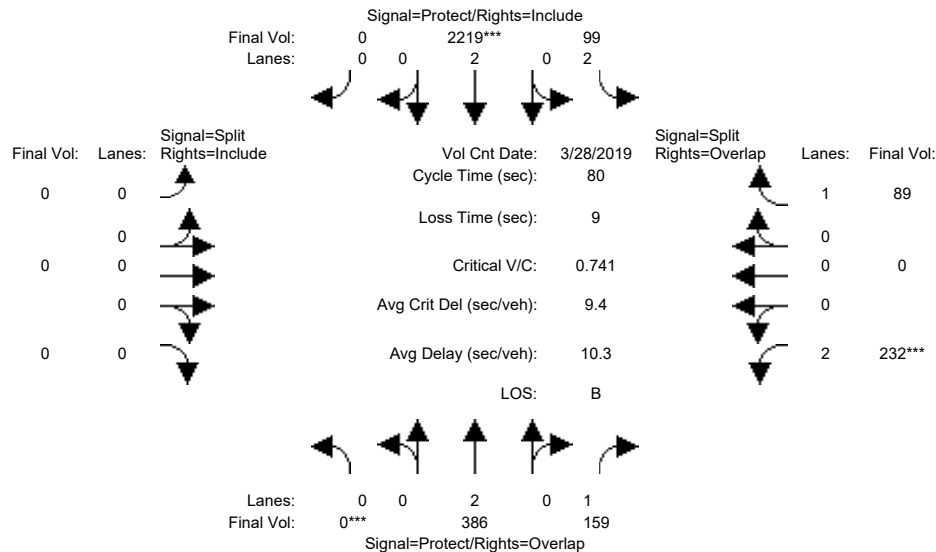 Signal=Protect/Rights=Include
Final Vol: 0 2219*** 99
Lanes: 0 0 2 0 2
Signal=Split
Final Vol: Lanes: Rights=Include
Vol Cnt Date: 3/28/2019
Signal=Split
Rights=Overlap Lanes: Final Vol:
Cycle Time (sec): 80
0 0
1 89
Loss Time (sec): 9
0
0
0 0
Critical V/C: 0.741
0 0
0
Avg Crit Del (sec/veh): 9.4
0
0 0
Avg Delay (sec/veh): 10.3
2 232***
LOS: B
Lanes: 0 0 2 0 1
Final Vol: 0*** 386 159
Signal=Protect/Rights=Overlap